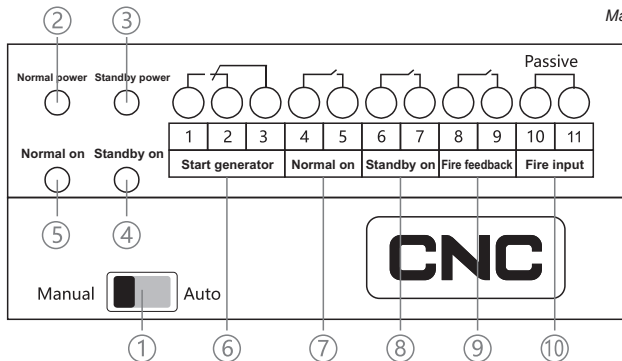 ② ③ Ma
Passive
Normal power Standby power
1 2 3 4 5 6 7 8 9 10 11
Normal on Standby on
Start generator Normal on Standby on Fire feedback Fire input
⑤ ④
CNC
Manual Auto
① ⑥ ⑦ ⑧ ⑨ ⑩